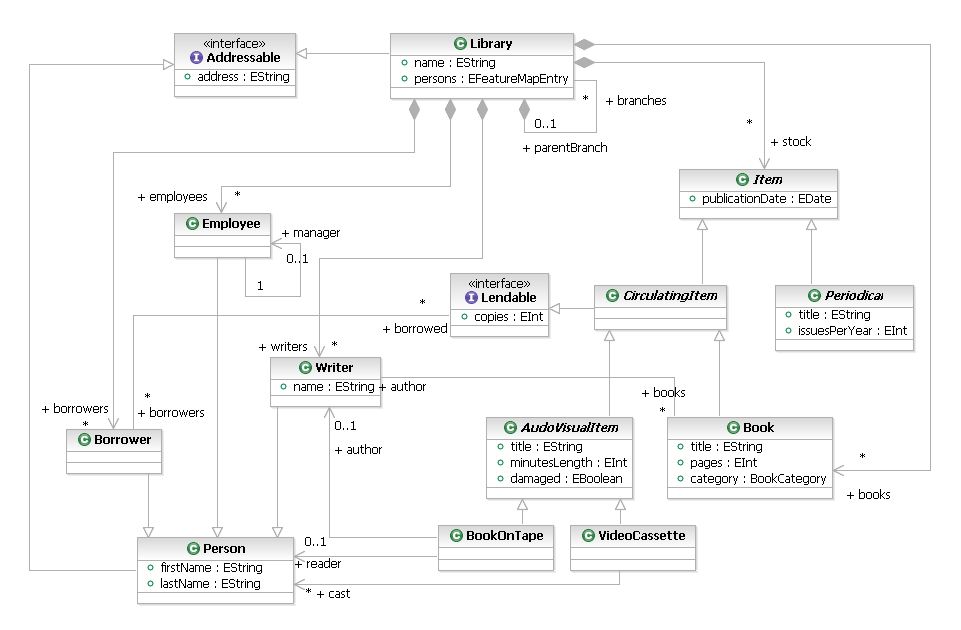 «interface»
I Addressable
address : EString
C Library
name : EString
persons : EFeatureMapEntry
*
+ branches
0..1
+ parentBranch
*
+ stock
C Item
publicationDate : EDate
+ employees
*
C Employee
+ manager
0..1
1
«interface»
I Lendable
copies : EInt
C CirculatingItem
C Periodical
title : EString
issuesPerYear : EInt
*
+ borrowed
+ writers
*
C Writer
name : EString
+ author
+ books
*
+ borrowers
*
*
+ borrowers
C Borrower
0..1
+ author
C AudoVisualItem
title : EString
minutesLength : EInt
damaged : EBoolean
C Book
title : EString
pages : EInt
category : BookCategory
*
+ books
C BookOnTape
C VideoCassette
C Person
firstName : EString
lastName : EString
0..1
+ reader
*
+ cast